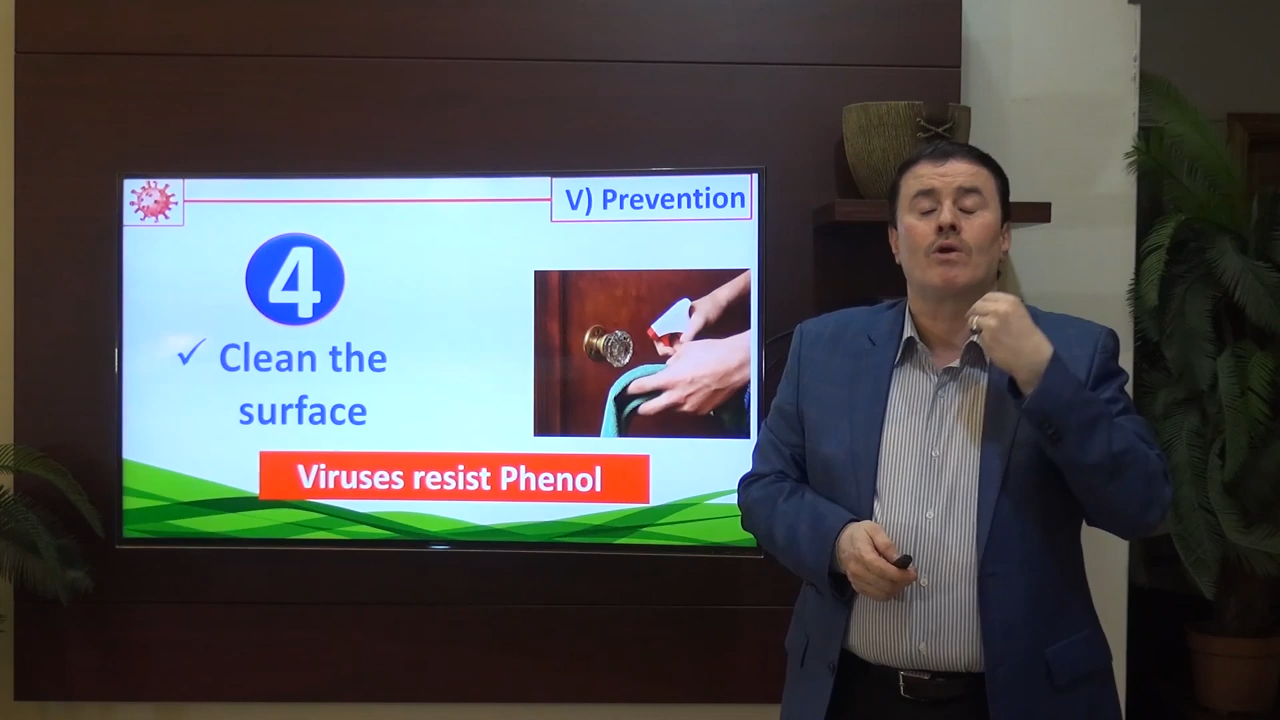 V) Prevention
4
✓ Clean the
surface
Viruses resist Phenol